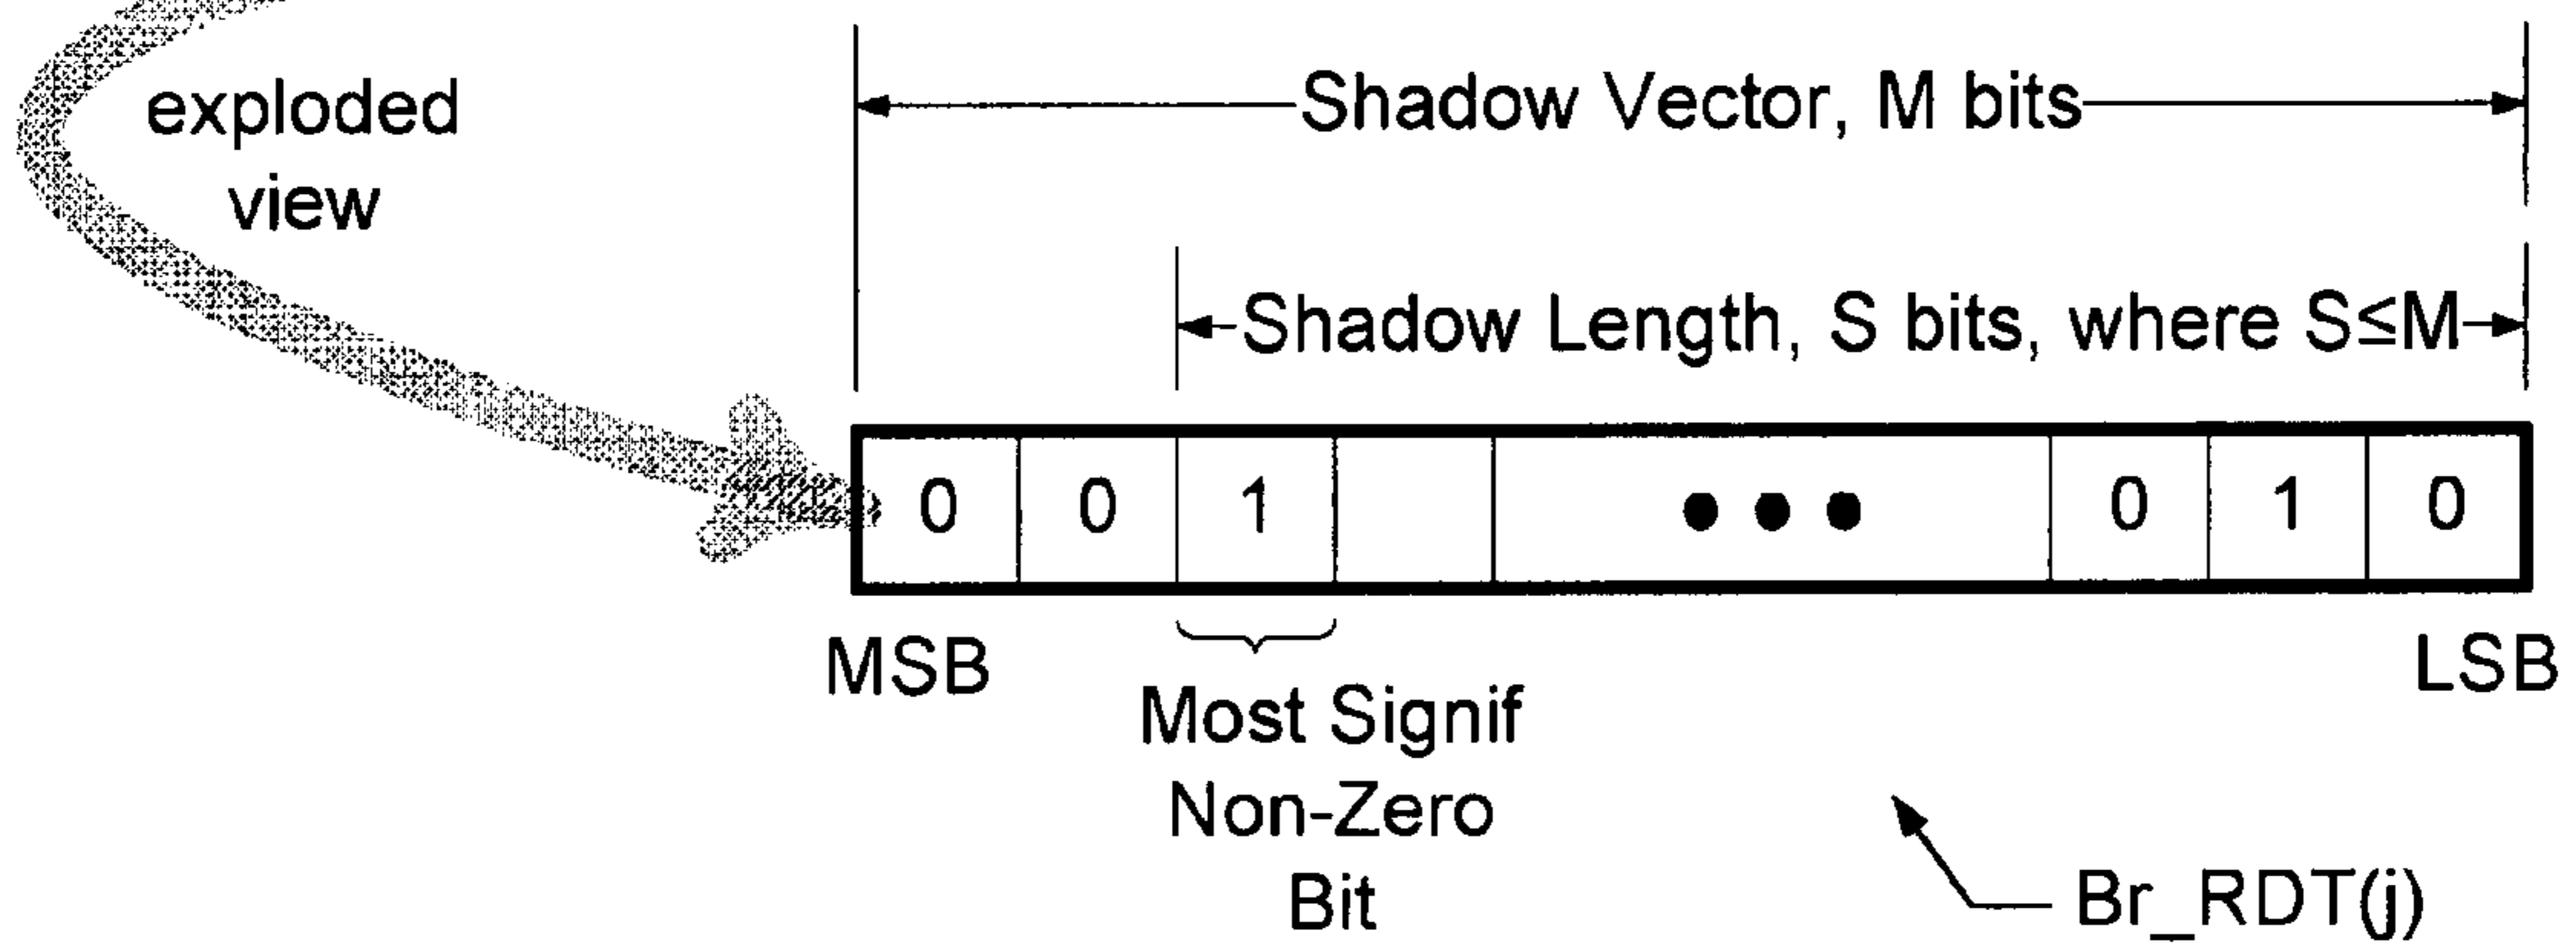 exploded
view
Shadow Vector, M bits
Shadow Length, S bits, where S≤M
0 0 1 ••• 0 1 0
MSB
LSB
Most Signif
Non-Zero
Bit
Br_RDT(j)